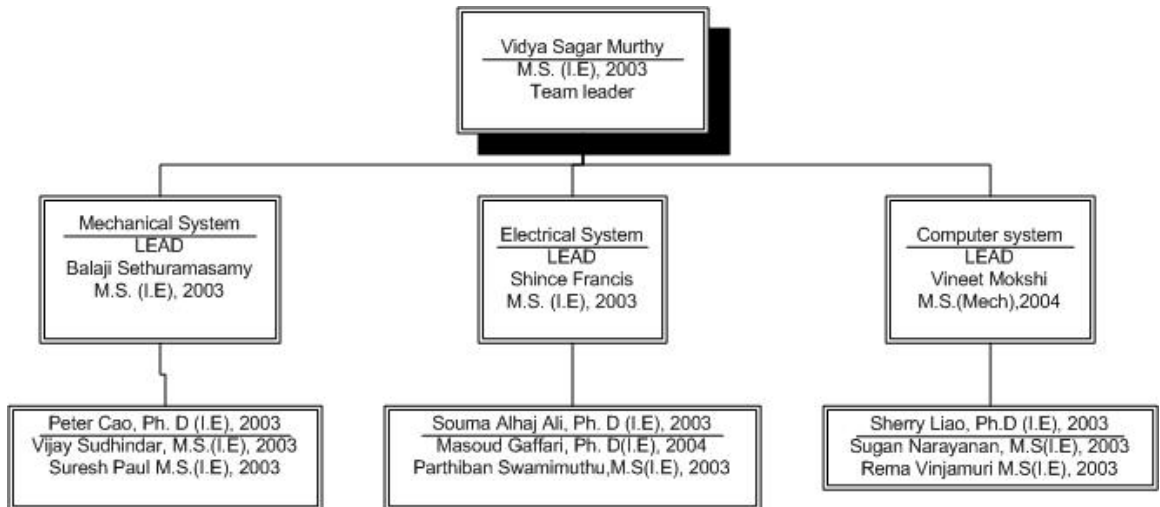 Vidya Sagar Murthy
M.S. (I.E), 2003
Team leader
Mechanical System
LEAD
Balaji Sethuramasamy
M.S. (I.E), 2003
Electrical System
LEAD
Shince Francis
M.S. (I.E), 2003
Computer system
LEAD
Vineet Mokshi
M.S.(Mech),2004
Peter Cao, Ph. D (I.E), 2003
Vijay Sudhindar, M.S.(I.E), 2003
Suresh Paul M.S.(I.E), 2003
Souma Alhaj Ali, Ph. D (I.E), 2003
Masoud Gaffari, Ph. D(I.E), 2004
Parthiban Swamimuthu,M.S(I.E), 2003
Sherry Liao, Ph.D (I.E), 2003
Sugan Narayanan, M.S(I.E), 2003
Rema Vinjamuri M.S(I.E), 2003